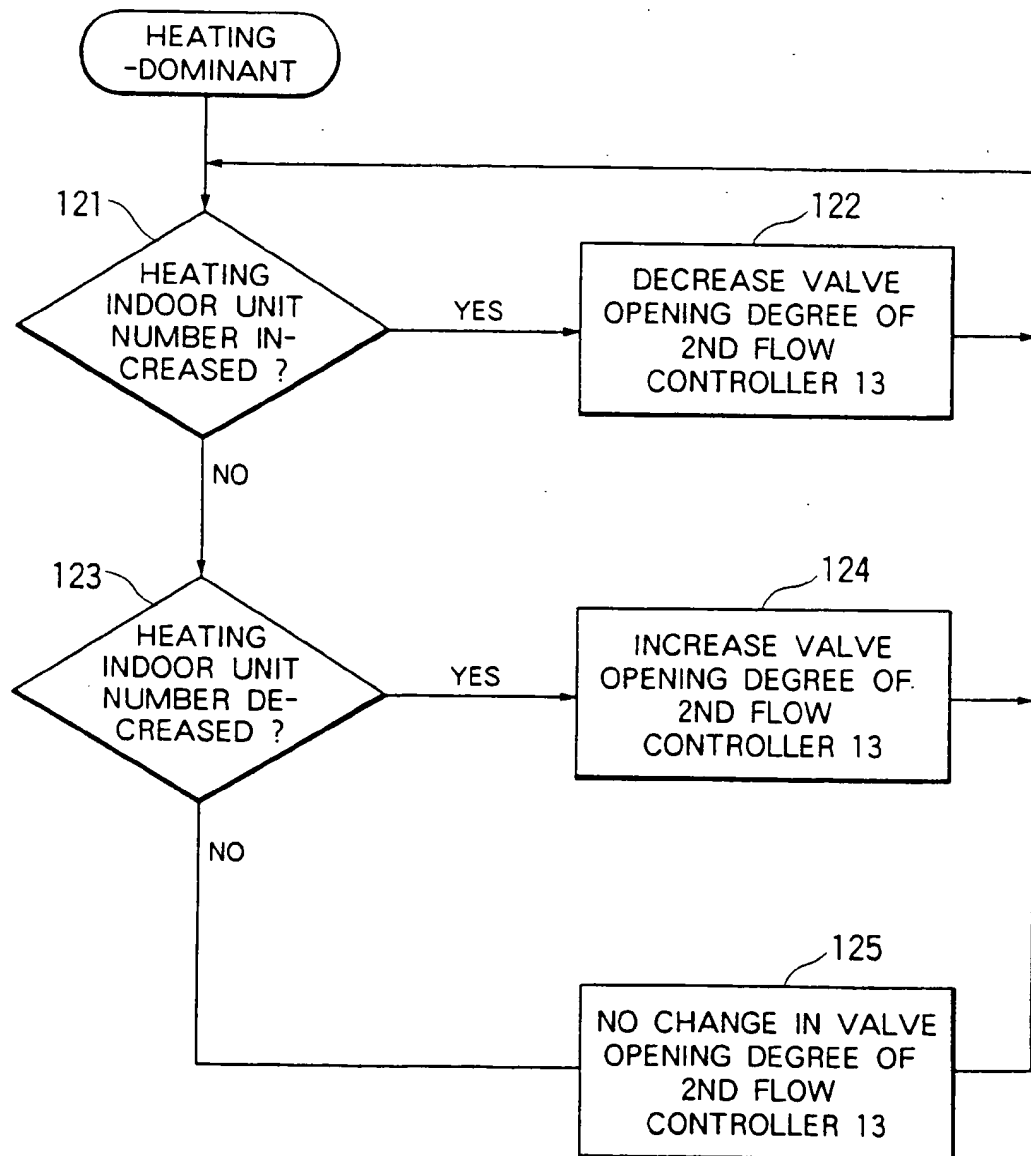 HEATING
-DOMINANT
121
HEATING
INDOOR UNIT
NUMBER IN-
CREASED ?
YES
122
DECREASE VALVE
OPENING DEGREE OF
2ND FLOW
CONTROLLER 13
NO
123
HEATING
INDOOR UNIT
NUMBER DE-
CREASED ?
YES
124
INCREASE VALVE
OPENING DEGREE OF
2ND FLOW
CONTROLLER 13
NO
125
NO CHANGE IN VALVE
OPENING DEGREE OF
2ND FLOW
CONTROLLER 13